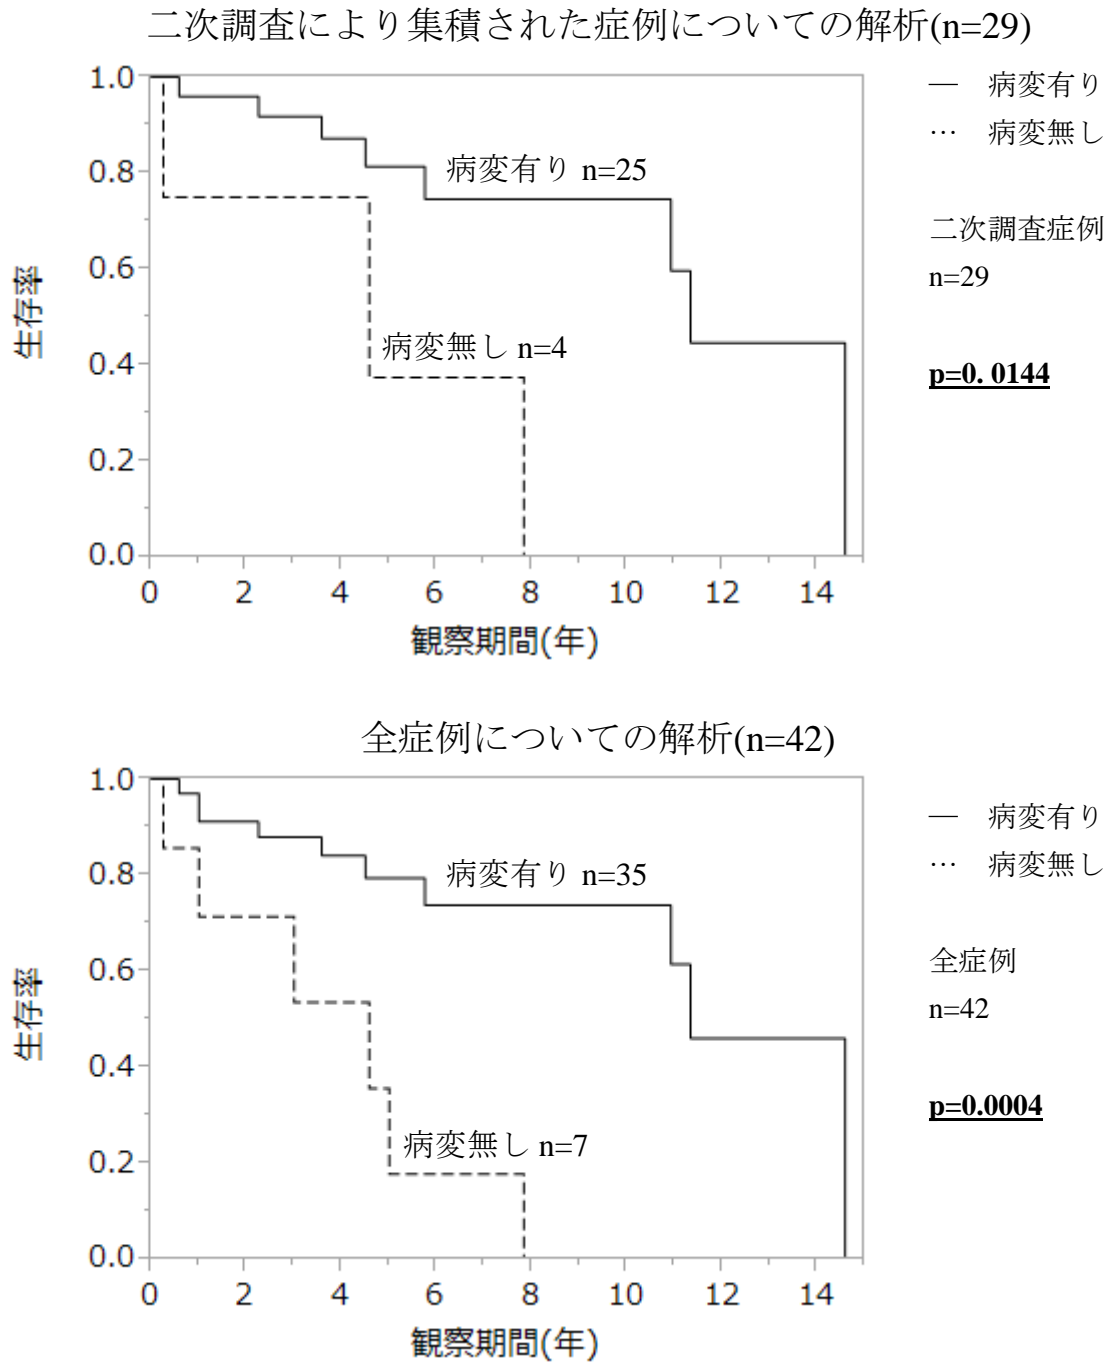 二次調査により集積された症例についての解析(n=29)
1.0
0.8
0.6
0.4
0.2
0.0
生存率
病変有り n=25
病変無し n=4
0 2 4 6 8 10 12 14
観察期間(年)
— 病変有り
… 病変無し
二次調査症例
n=29
p=0. 0144
全症例についての解析(n=42)
1.0
0.8
0.6
0.4
0.2
0.0
生存率
病変有り n=35
病変無し n=7
0 2 4 6 8 10 12 14
観察期間(年)
— 病変有り
… 病変無し
全症例
n=42
p=0.0004